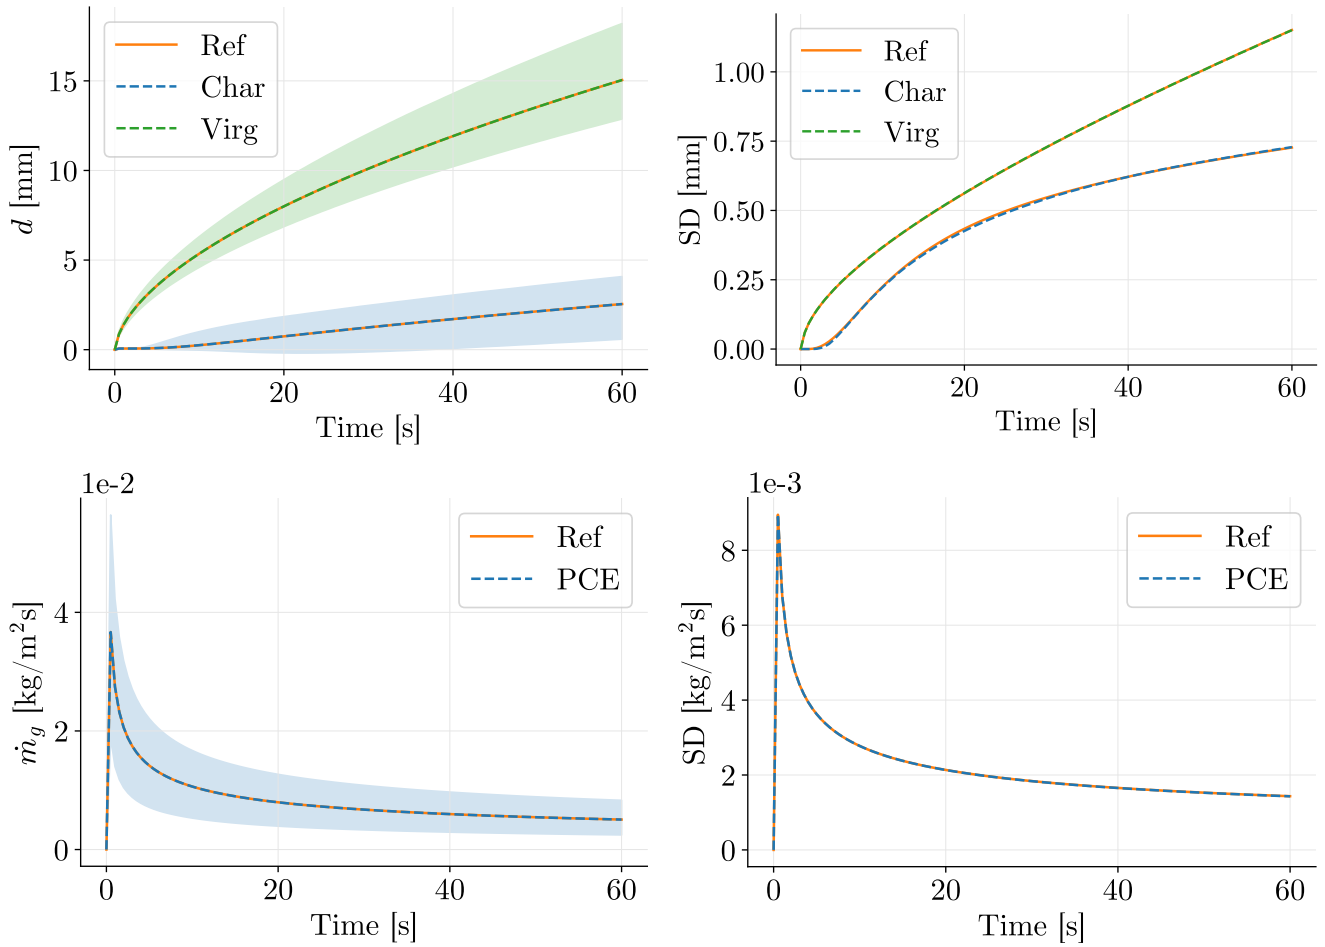 Ref
Char
Virg
15
10
5
0
d [mm]
0
20
40
60
Time [s]
Ref
Char
Virg
1.00
0.75
0.50
0.25
0.00
SD [mm]
0
20
40
60
Time [s]
1e-2
Ref
PCE
4
2
0
ṁ_g [kg/m²s]
0
20
40
60
Time [s]
1e-3
Ref
PCE
8
6
4
2
0
SD [kg/m²s]
0
20
40
60
Time [s]